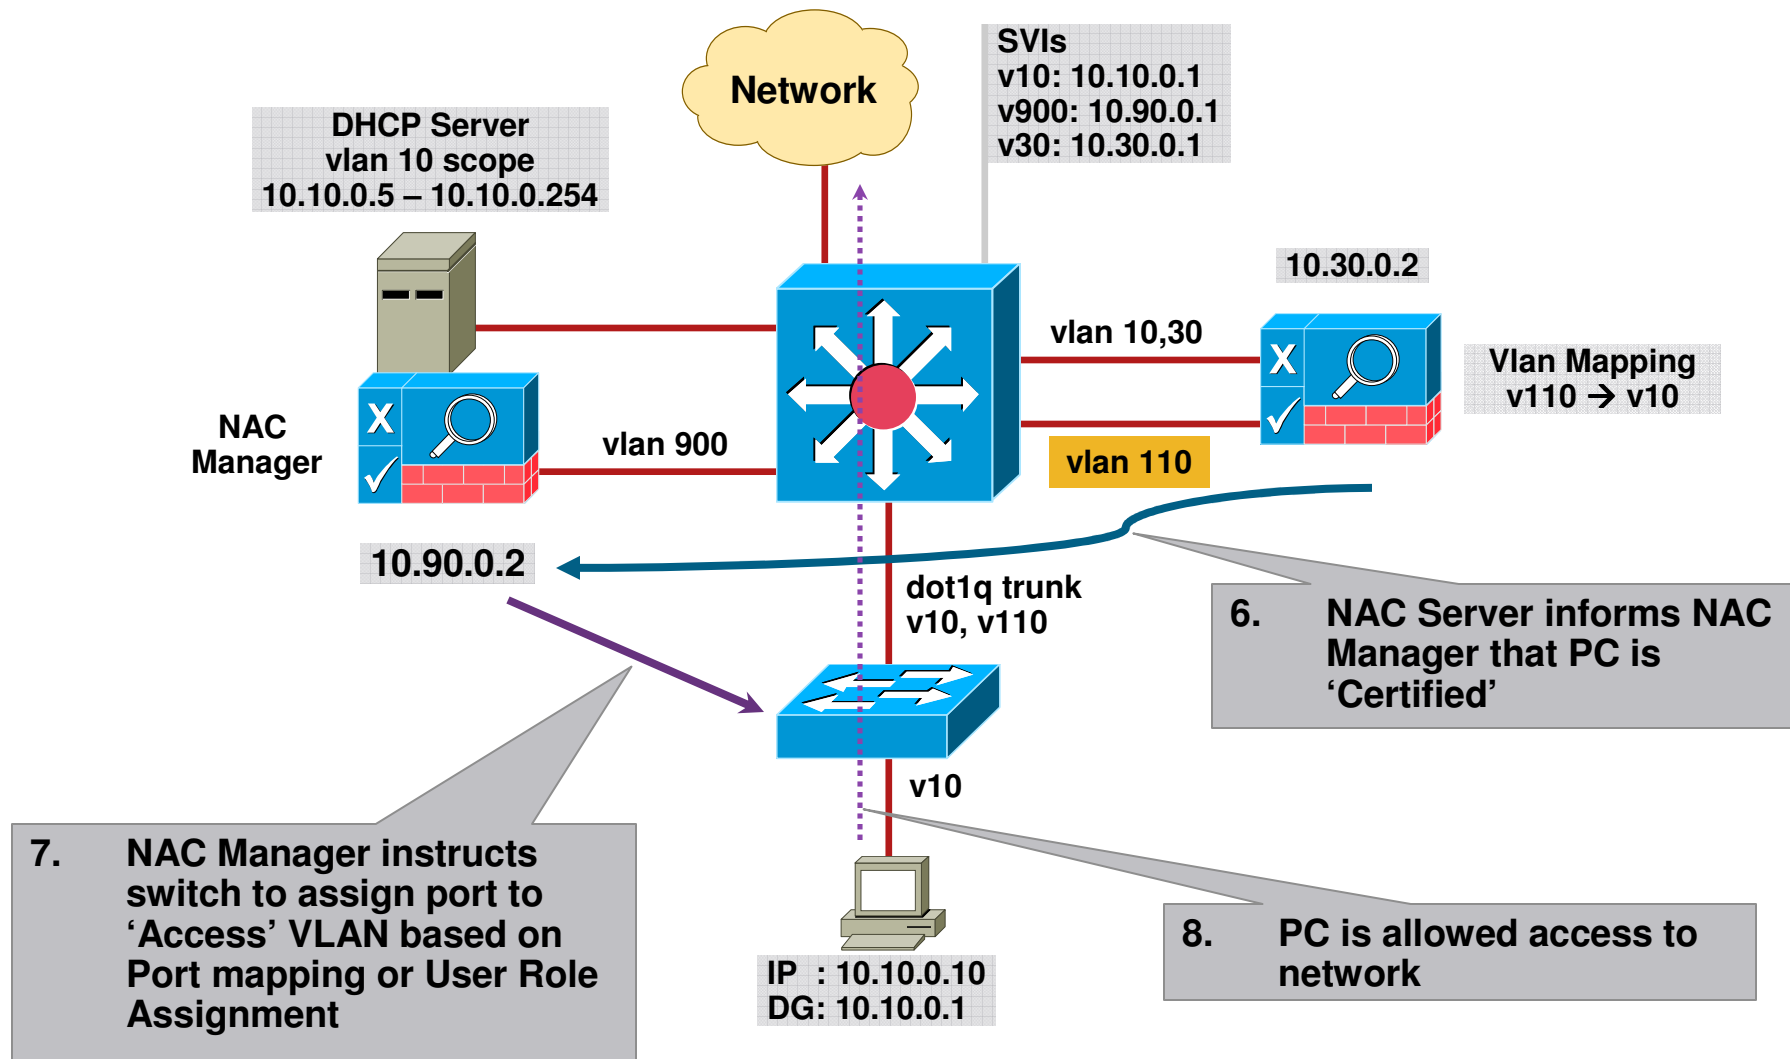 Network
SVIs
v10: 10.10.0.1
v900: 10.90.0.1
v30: 10.30.0.1
DHCP Server
vlan 10 scope
10.10.0.5 – 10.10.0.254
10.30.0.2
vlan 10,30
X
Vlan Mapping
v110 → v10
NAC
Manager
X
vlan 900
vlan 110
10.90.0.2
dot1q trunk
v10, v110
6. NAC Server informs NAC
Manager that PC is
‘Certified’
v10
7. NAC Manager instructs
switch to assign port to
‘Access’ VLAN based on
Port mapping or User Role
Assignment
8. PC is allowed access to
network
IP : 10.10.0.10
DG: 10.10.0.1